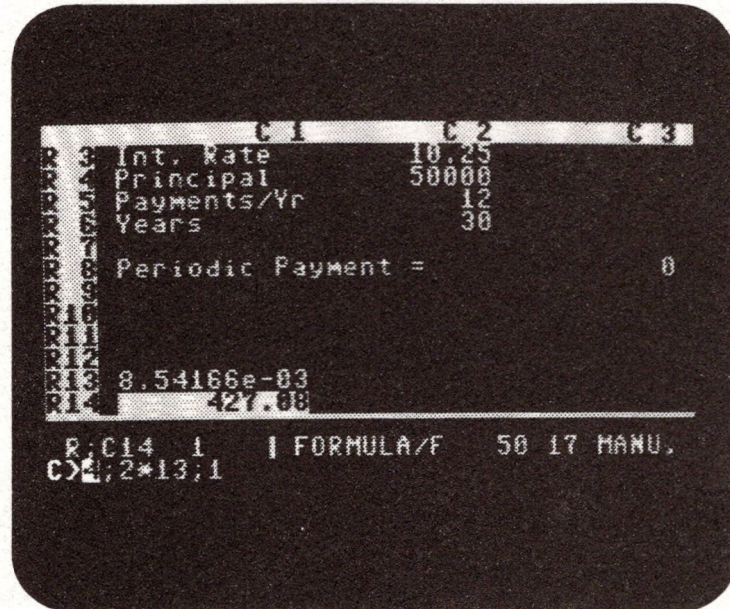 C 1 C 2 C 3
R 3 Int. Rate 10.25
R 4 Principal 50000
R 5 Payments/Yr 12
R 6 Years 30
R 7
R 8 Periodic Payment = 0
R 9
R10
R11
R12
R13 8.54166e-03
R14 427.08
R;C14 1 | FORMULA/F 50 17 MANU.
C>4;2*13;1